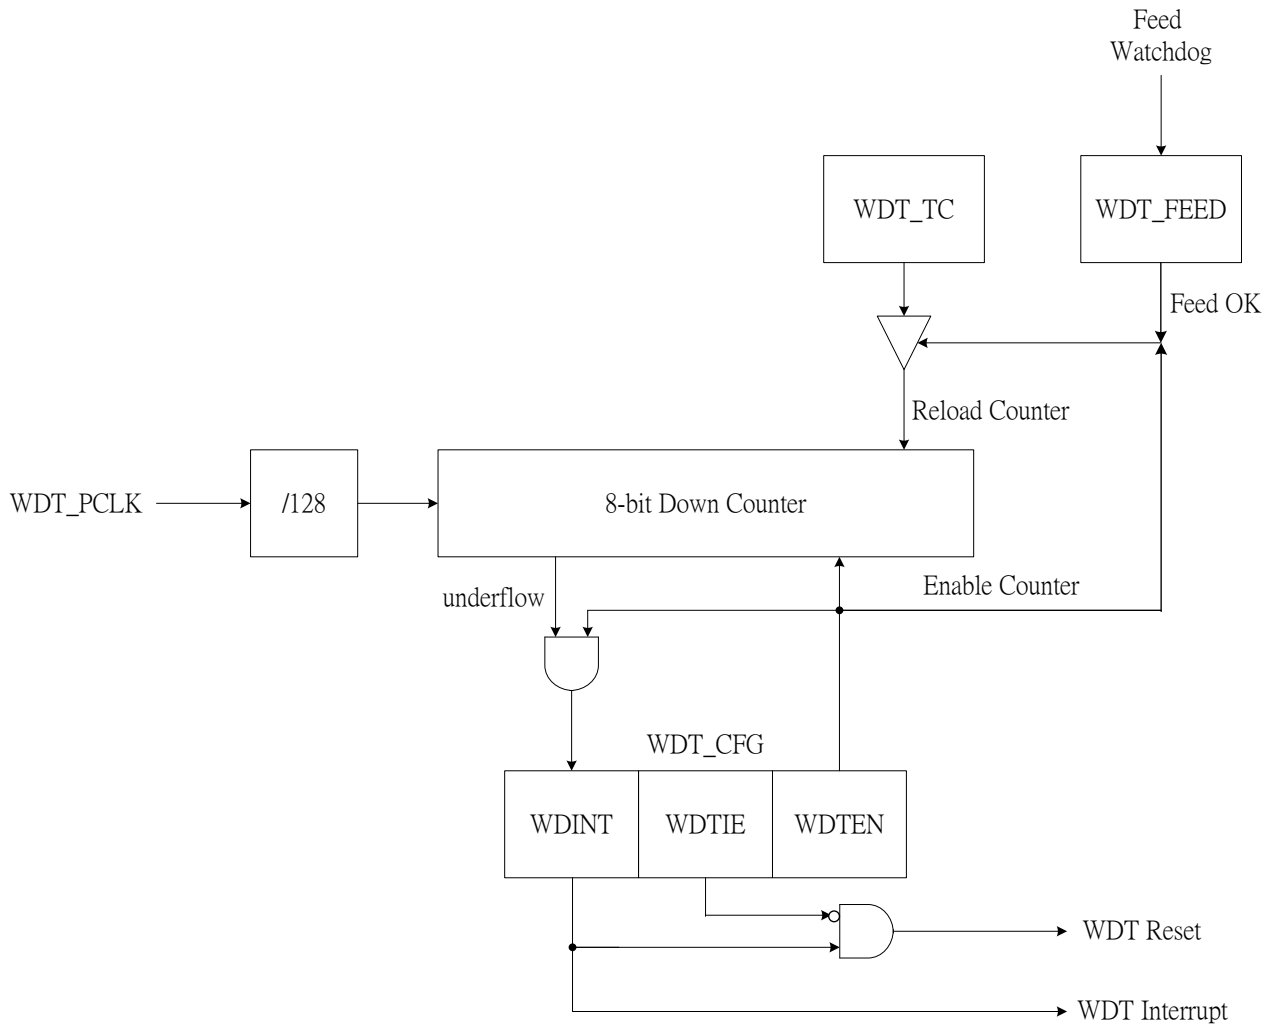 Feed
Watchdog
WDT_TC
WDT_FEED
Feed OK
Reload Counter
WDT_PCLK
/128
8-bit Down Counter
underflow
Enable Counter
WDT_CFG
WDINT
WDTIE
WDTEN
WDT Reset
WDT Interrupt